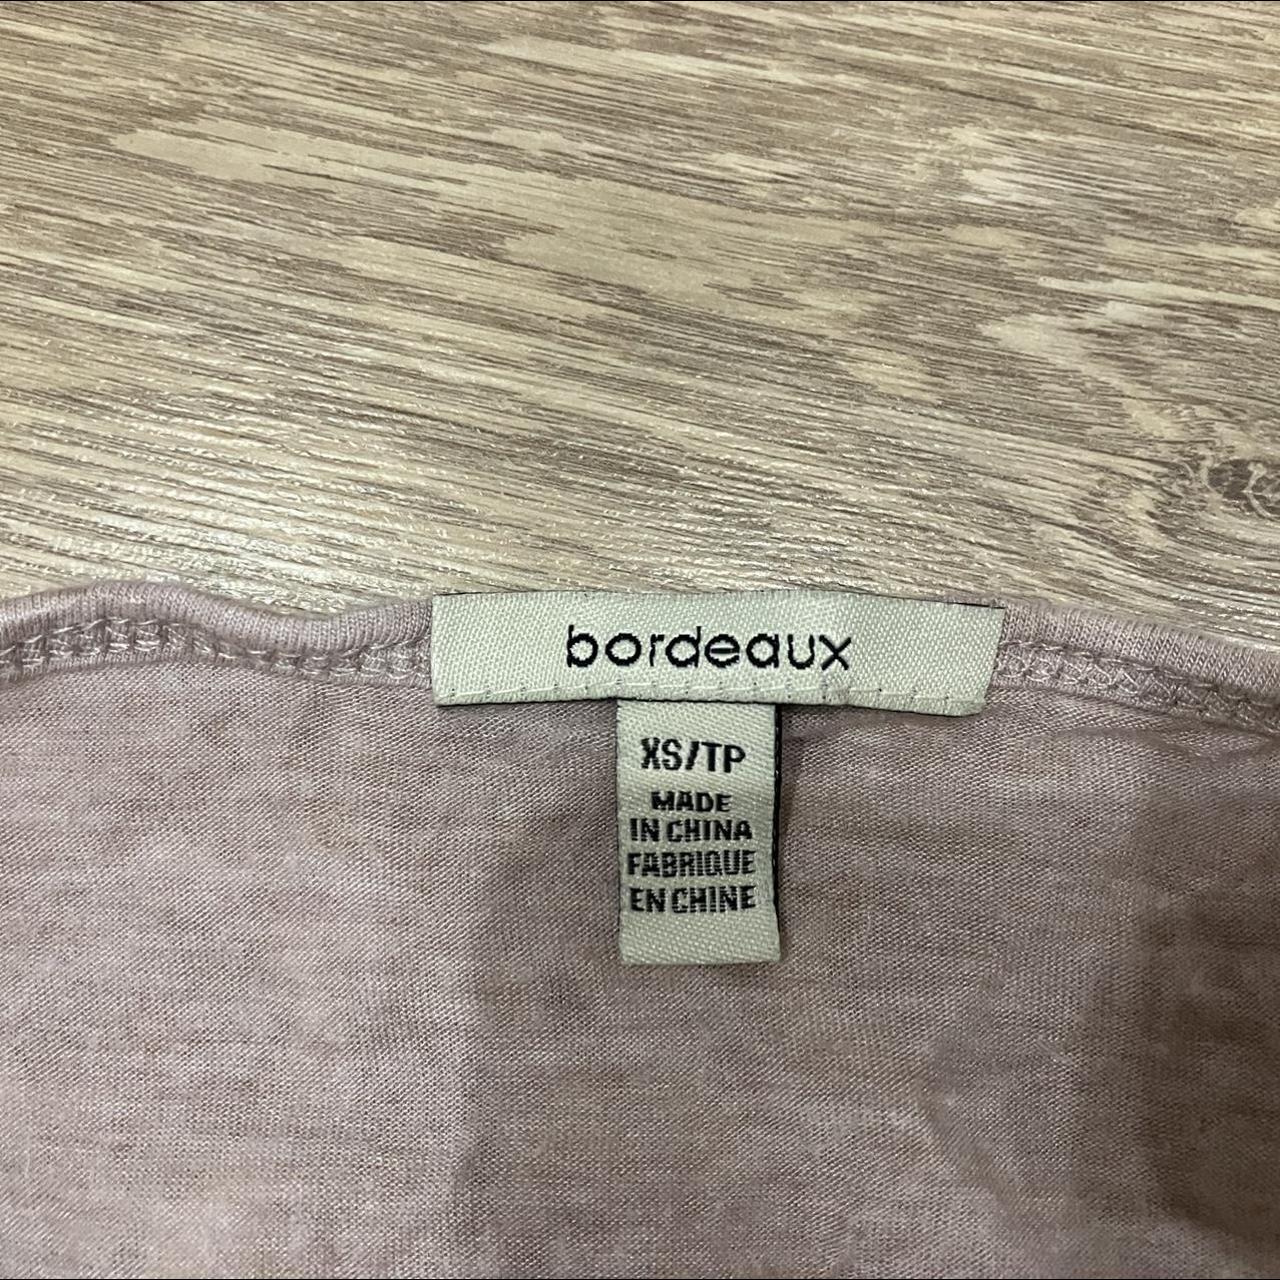 bordeaux
XS/TP
MADE
IN CHINA
FABRIQUE
EN CHINE